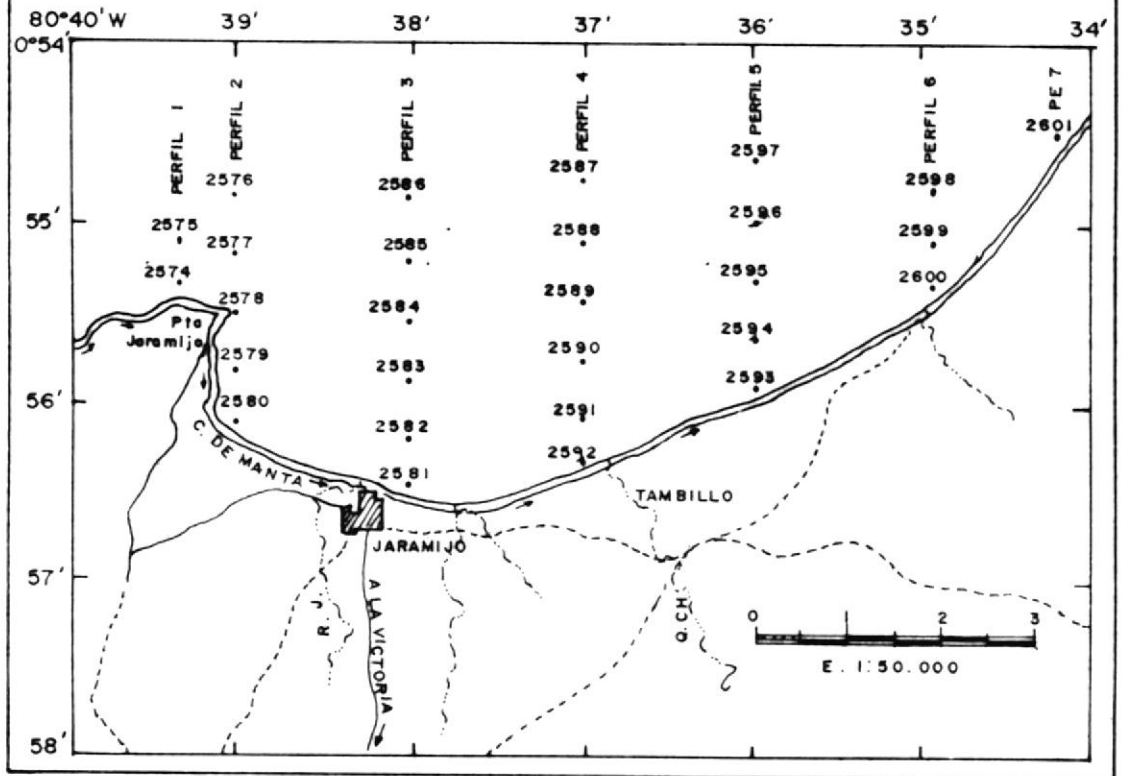 80°40'W 39' 38' 37' 36' 35' 34'
0°54'
55'
56'
57'
58'
PERFIL 1
PERFIL 2
PERFIL 3
PERFIL 4
PERFIL 5
PERFIL 6
PE 7
2601
2597
2587
2576 2586 2598
2596
2575 2577 2585 2588 2599
2574 2595 2600
2578 2584 2589
2594
Pta
Jaramijo
2579 2583 2590 2593
2580 2582 2591
2592
2581
C. DE MANTA
TAMBILLO
JARAMIJO
R. J.
A LA VICTORIA
Q. CH.
0 1 2 3
E. 1:50.000